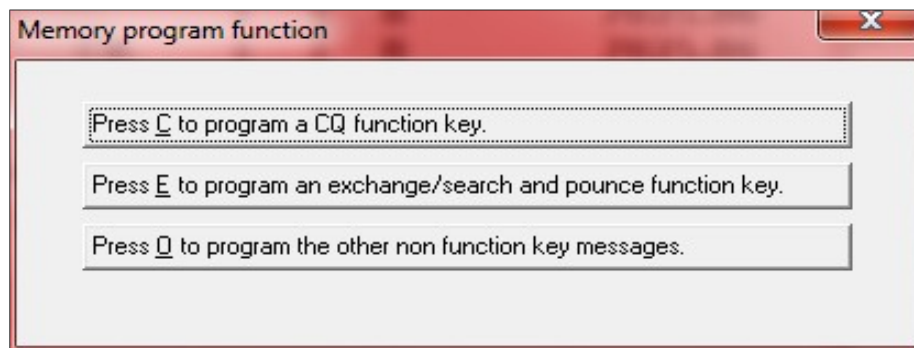 Memory program function
Press C to program a CQ function key.
Press E to program an exchange/search and pounce function key.
Press O to program the other non function key messages.